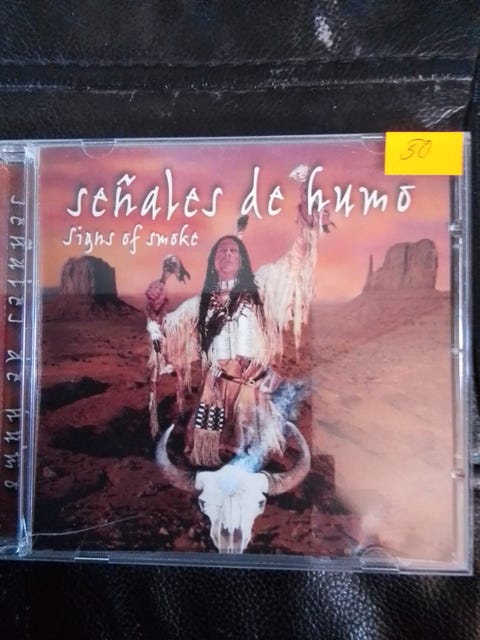 50
señales de humo
signs of smoke
señales de humo